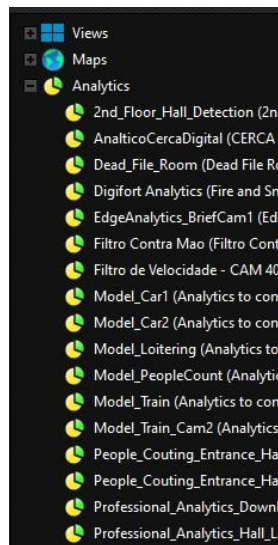 Views
Maps
Analytics
2nd_Floor_Hall_Detection (2n
AnalticoCercaDigital (CERCA
Dead_File_Room (Dead File Ro
Digifort Analytics (Fire and Sm
EdgeAnalytics_BriefCam1 (Ed
Filtro Contra Mao (Filtro Cont
Filtro de Velocidade - CAM 40
Model_Car1 (Analytics to con
Model_Car2 (Analytics to con
Model_Loitering (Analytics to
Model_PeopleCount (Analytic
Model_Train (Analytics to con
Model_Train_Cam2 (Analytics
People_Couting_Entrance_Ha
People_Couting_Entrance_Ha
Professional_Analytics_Downl
Professional_Analytics_Hall_L